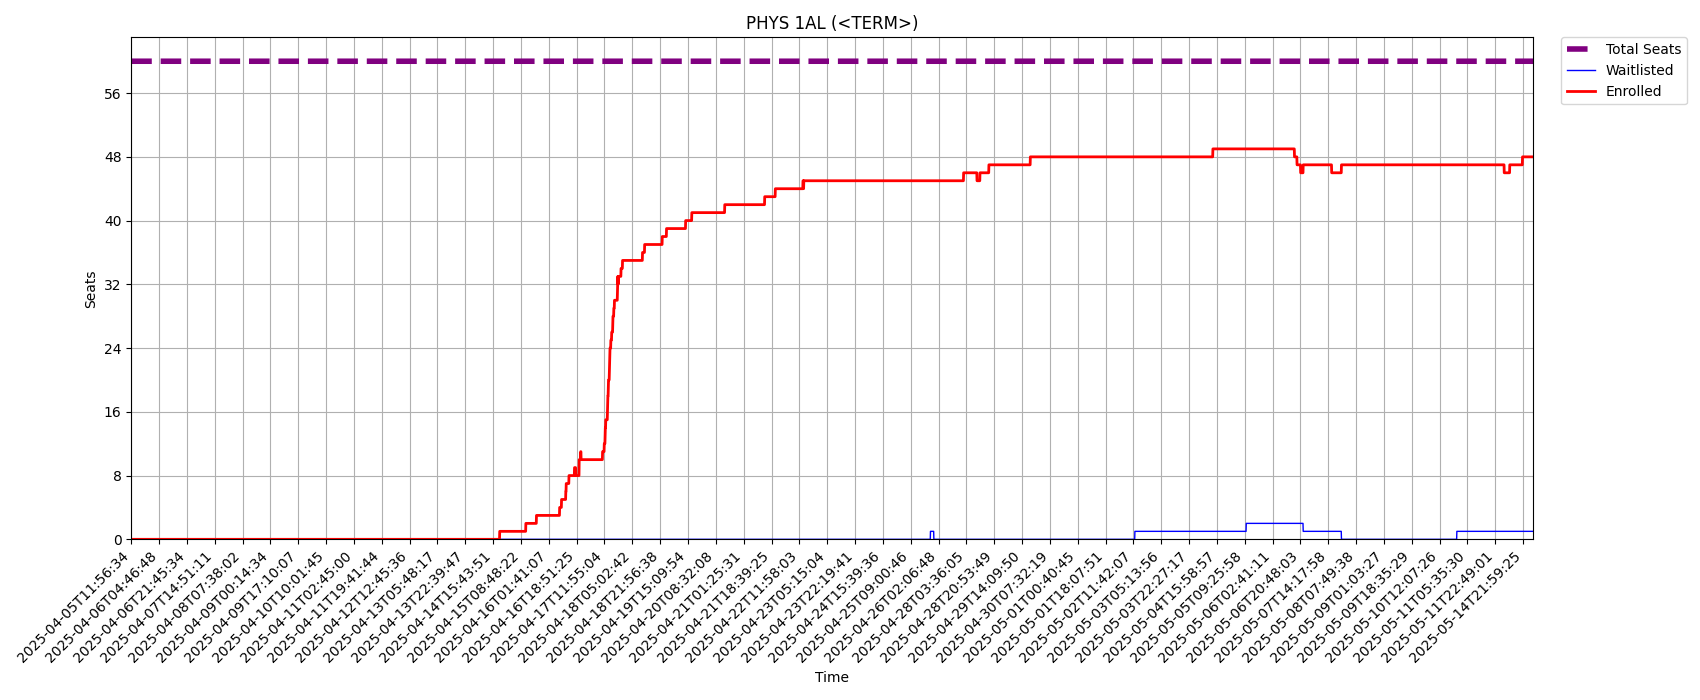 PHYS 1AL (<TERM>)
Total Seats
Waitlisted
Enrolled
Seats
56
48
40
32
24
16
8
0
2025-04-05T11:56:34
2025-04-06T04:46:48
2025-04-06T21:45:34
2025-04-07T14:51:11
2025-04-08T07:38:02
2025-04-09T00:14:34
2025-04-09T17:10:07
2025-04-10T10:01:45
2025-04-11T02:45:00
2025-04-11T19:41:44
2025-04-12T12:45:36
2025-04-13T05:48:17
2025-04-13T22:39:47
2025-04-14T15:43:51
2025-04-15T08:48:22
2025-04-16T01:41:07
2025-04-16T18:51:25
2025-04-17T11:55:04
2025-04-18T05:02:42
2025-04-18T21:56:38
2025-04-19T15:09:54
2025-04-20T08:32:08
2025-04-21T01:25:31
2025-04-21T18:39:25
2025-04-22T11:58:03
2025-04-23T05:15:04
2025-04-23T22:19:41
2025-04-24T15:39:36
2025-04-25T09:00:46
2025-04-26T02:06:48
2025-04-28T03:36:05
2025-04-28T20:53:49
2025-04-29T14:09:50
2025-04-30T07:32:19
2025-05-01T00:40:45
2025-05-01T18:07:51
2025-05-02T11:42:07
2025-05-03T05:13:56
2025-05-03T22:27:17
2025-05-04T15:58:57
2025-05-05T09:25:58
2025-05-06T02:41:11
2025-05-06T20:48:03
2025-05-07T14:17:58
2025-05-08T07:49:38
2025-05-09T01:03:27
2025-05-09T18:35:29
2025-05-10T12:07:26
2025-05-11T05:35:30
2025-05-11T22:49:01
2025-05-14T21:59:25
Time